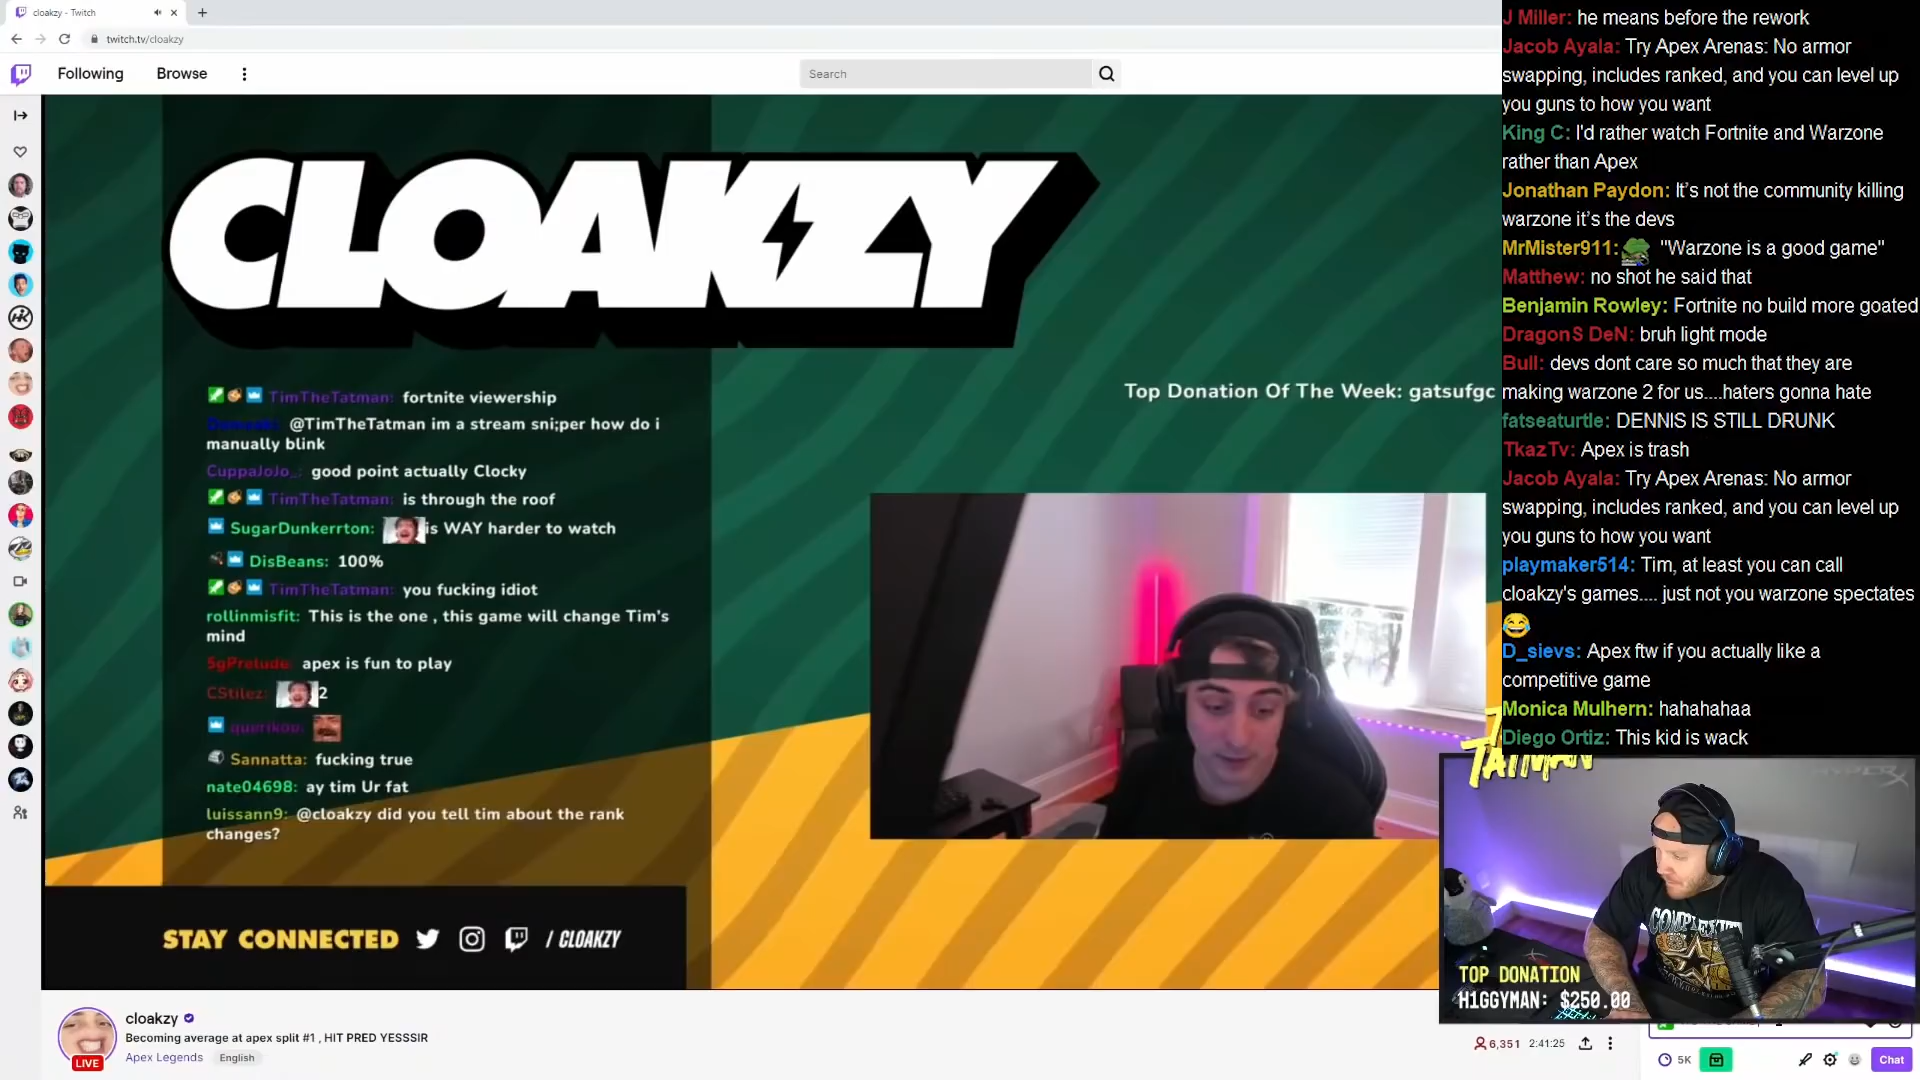 cloakzy - Twitch
twitch.tv/cloakzy
Following
Browse
Search
CLOAKZY
TimTheTatman: fortnite viewership
@TimTheTatman im a stream sni;per how do i
manually blink
CuppaJoJo_: good point actually Clocky
TimTheTatman: is through the roof
SugarDunkerrton: is WAY harder to watch
DisBeans: 100%
TimTheTatman: you fucking idiot
rollinmisfit: This is the one , this game will change Tim's
mind
SgPrelude: apex is fun to play
CStilez: 2
querikou:
Sannatta: fucking true
nate04698: ay tim Ur fat
luissann9: @cloakzy did you tell tim about the rank
changes?
Top Donation Of The Week: gatsufgc
STAY CONNECTED / CLOAKZY
cloakzy
Becoming average at apex split #1 , HIT PRED YESSSIR
LIVE
Apex Legends
English
6,351
2:41:25
J Miller: he means before the rework
Jacob Ayala: Try Apex Arenas: No armor
swapping, includes ranked, and you can level up
you guns to how you want
King C: I'd rather watch Fortnite and Warzone
rather than Apex
Jonathan Paydon: It's not the community killing
warzone it's the devs
MrMister911: "Warzone is a good game"
Matthew: no shot he said that
Benjamin Rowley: Fortnite no build more goated
DragonS DeN: bruh light mode
Bull: devs dont care so much that they are
making warzone 2 for us....haters gonna hate
fatseaturtle: DENNIS IS STILL DRUNK
TkazTv: Apex is trash
Jacob Ayala: Try Apex Arenas: No armor
swapping, includes ranked, and you can level up
you guns to how you want
playmaker514: Tim, at least you can call
cloakzy's games.... just not you warzone spectates
😂
D_sievs: Apex ftw if you actually like a
competitive game
Monica Mulhern: hahahahaa
Diego Ortiz: This kid is wack
TATMAN
HYPERX
COMPLEXITY
TOP DONATION
H1GGYMAN: $250.00
5K
Chat